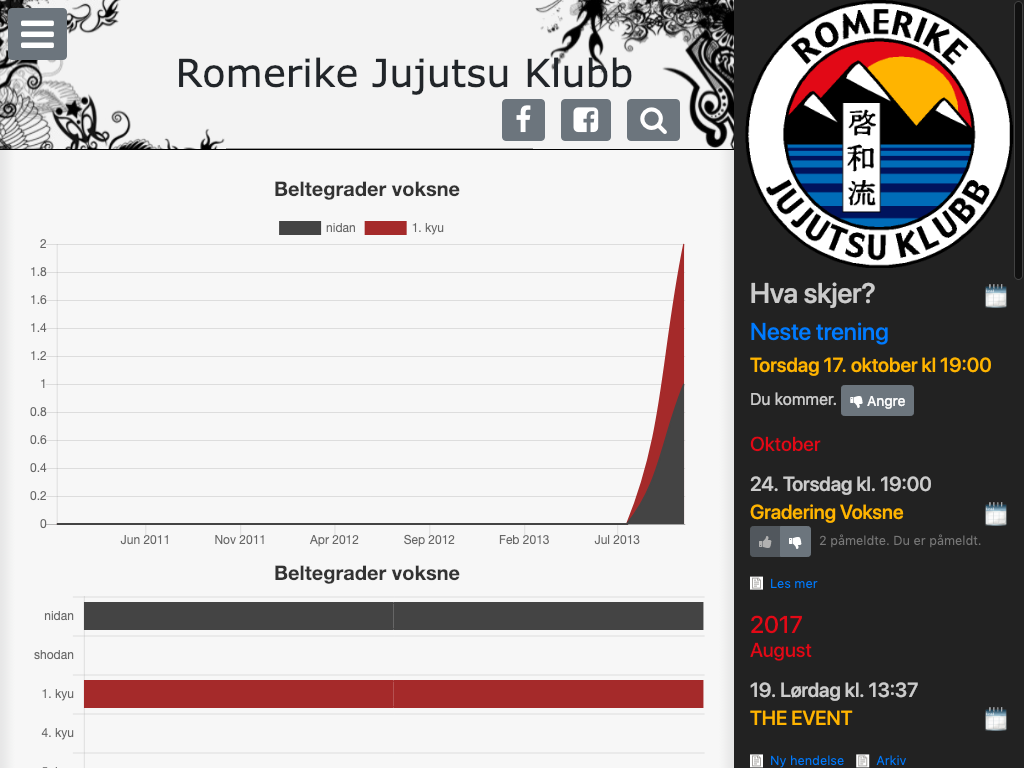 Romerike Jujutsu Klubb
Beltegrader voksne
nidan
1. kyu
2
1.8
1.6
1.4
1.2
1
0.8
0.6
0.4
0.2
0
Jun 2011
Nov 2011
Apr 2012
Sep 2012
Feb 2013
Jul 2013
Beltegrader voksne
nidan
shodan
1. kyu
4. kyu
ROMERIKE
啓和流
JUJUTSU KLUBB
Hva skjer?
Neste trening
Torsdag 17. oktober kl 19:00
Du kommer. Angre
Oktober
24. Torsdag kl. 19:00
Gradering Voksne
2 påmeldte. Du er påmeldt.
Les mer
2017
August
19. Lørdag kl. 13:37
THE EVENT
Ny hendelse Arkiv